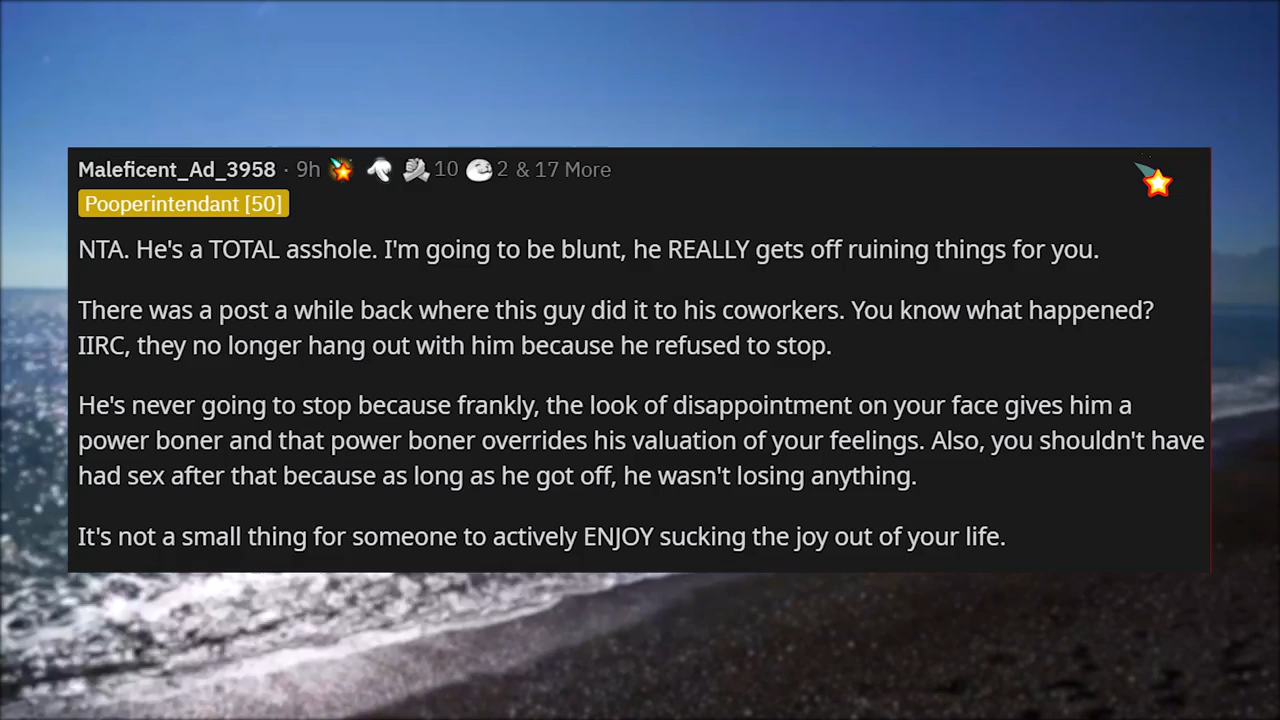 Maleficent_Ad_3958 · 9h 10 2 & 17 More
Pooperintendant [50]
NTA. He's a TOTAL asshole. I'm going to be blunt, he REALLY gets off ruining things for you.
There was a post a while back where this guy did it to his coworkers. You know what happened?
IIRC, they no longer hang out with him because he refused to stop.
He's never going to stop because frankly, the look of disappointment on your face gives him a
power boner and that power boner overrides his valuation of your feelings. Also, you shouldn't have
had sex after that because as long as he got off, he wasn't losing anything.
It's not a small thing for someone to actively ENJOY sucking the joy out of your life.